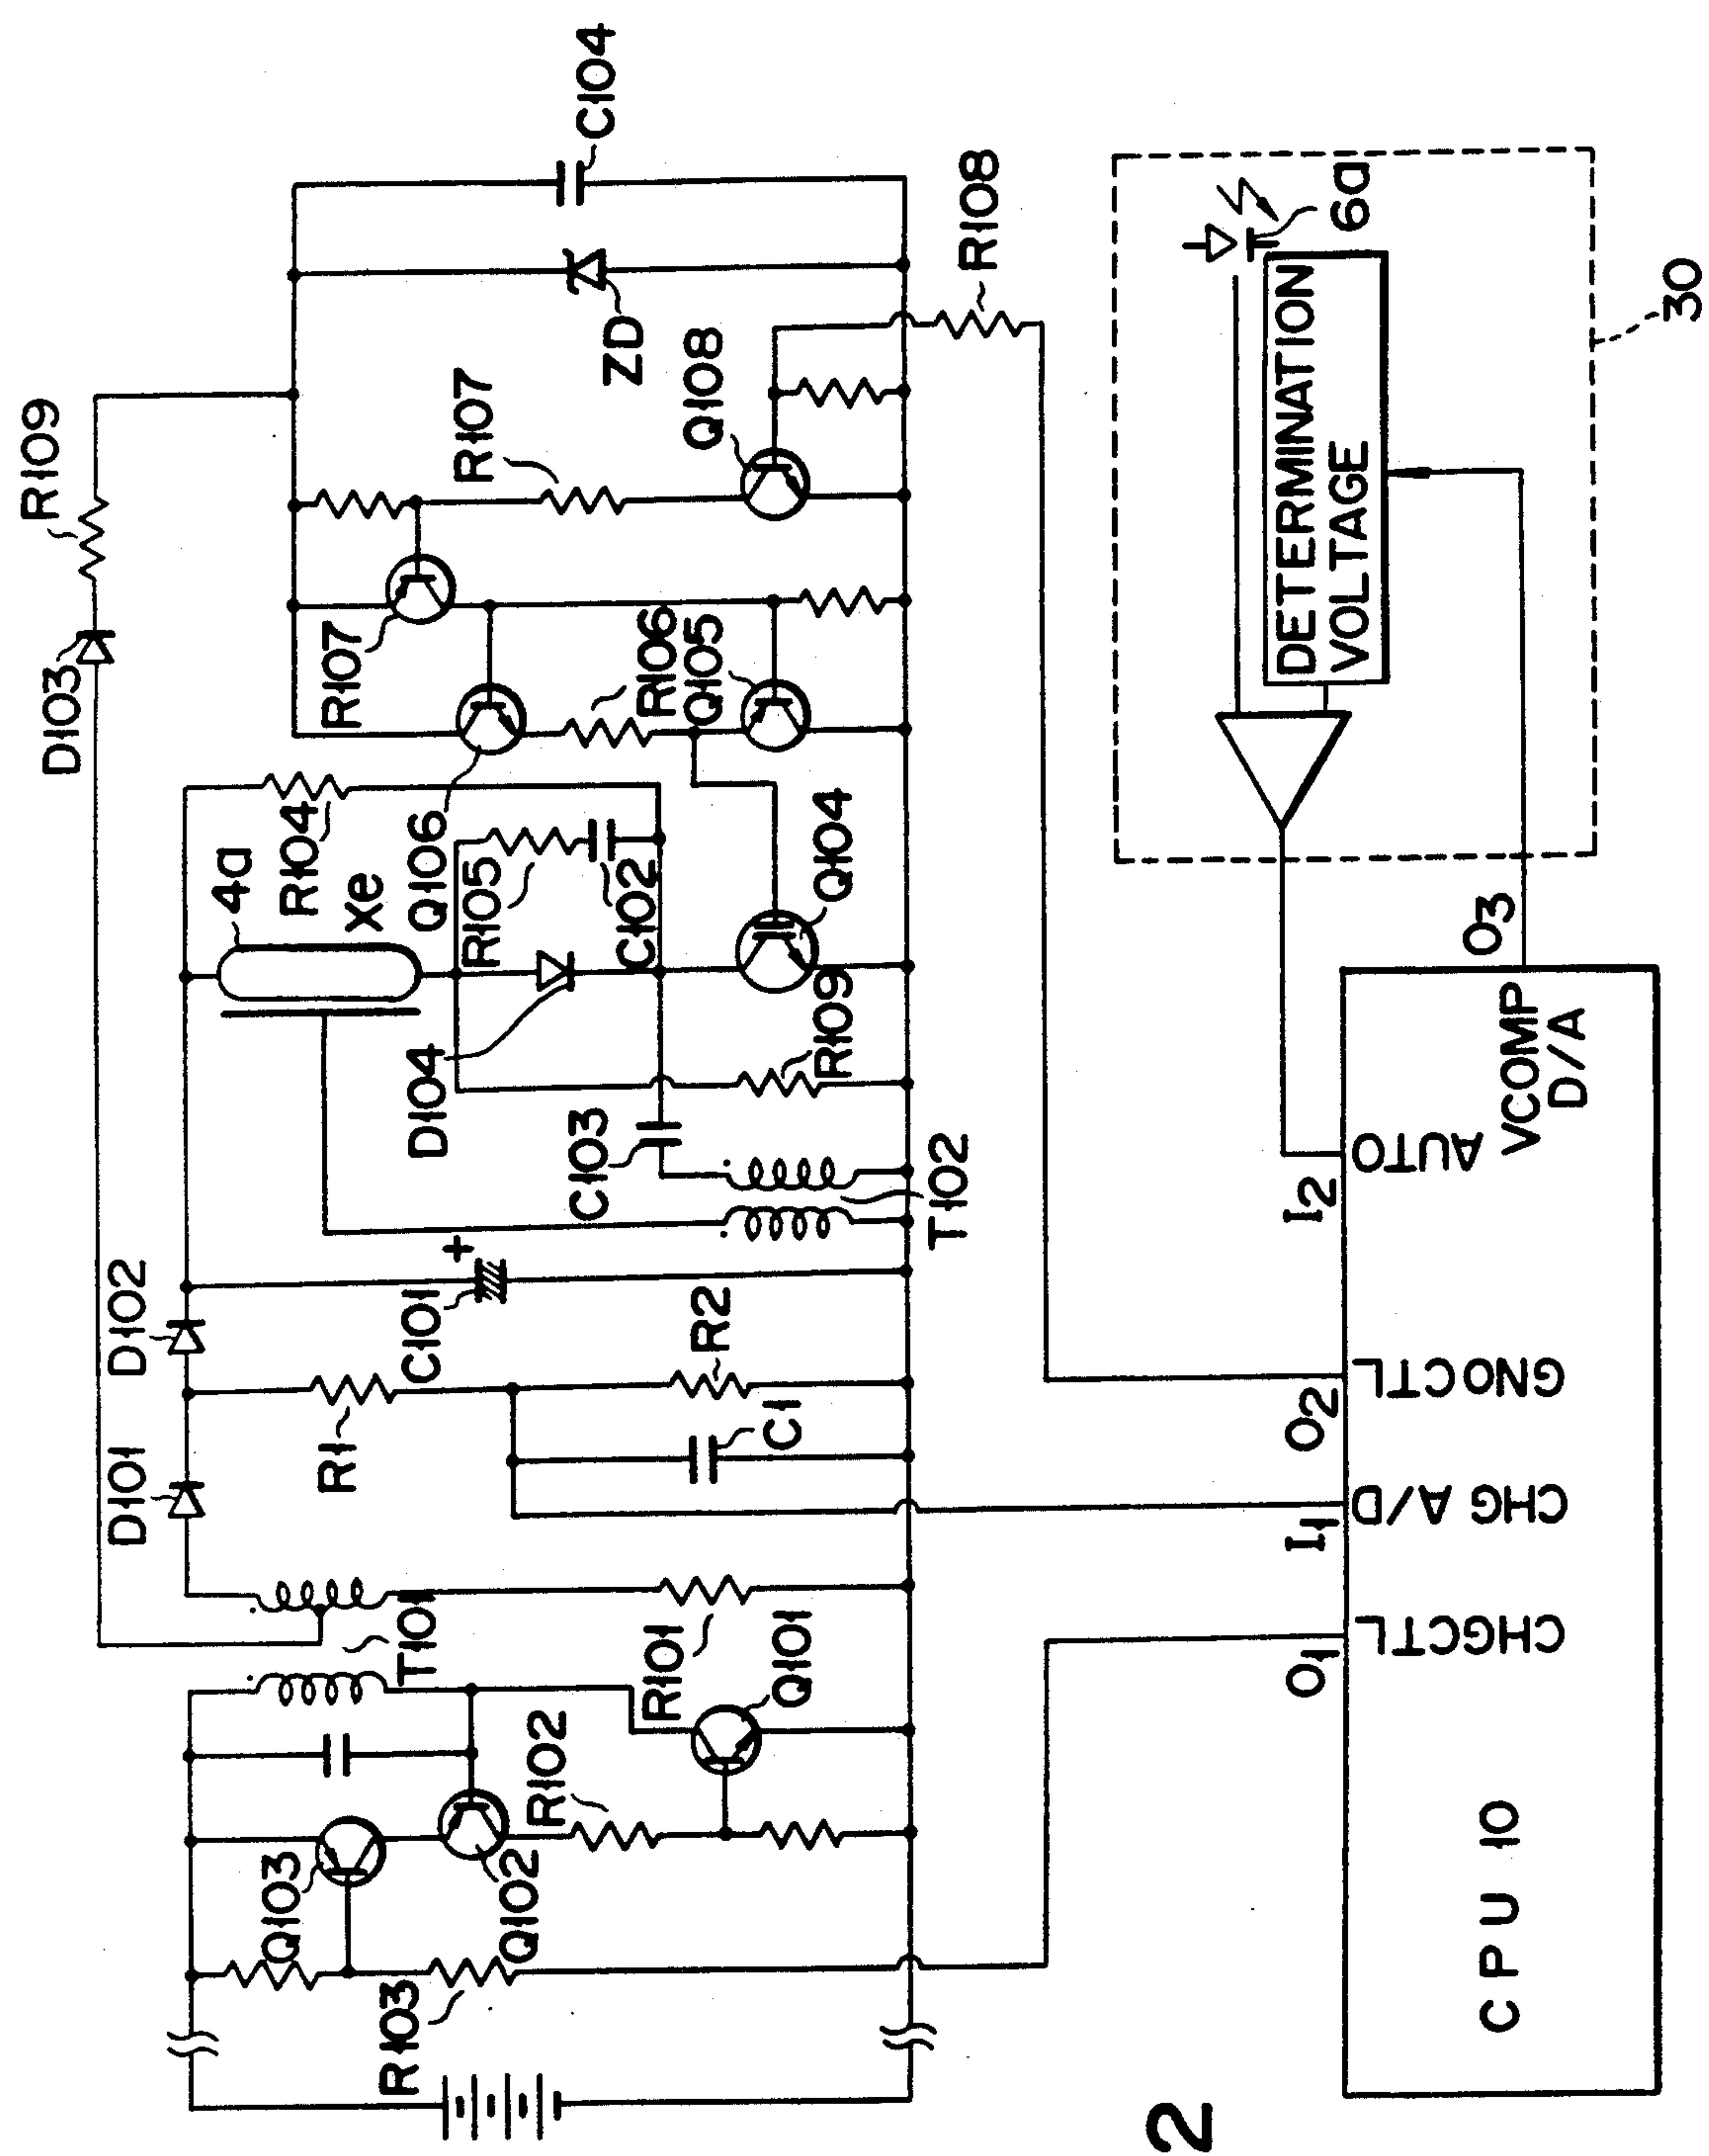 R109
D103
C104
D101
D102
4a
R104
Xe
Q106
R107
R107
ZD
Q108
R108
R106
Q105
R105
C102
Q104
D104
R109
C103
T102
C101
+
R1
R2
C1
T101
R101
Q101
Q103
Q102
R102
R103
6a
DETERMINATION
VOLTAGE
30
O1
I1
O2
I2
O3
CHGCTL
CHG A/D
GNOCTL
AUTO
VCOMP
D/A
CPU 10
2